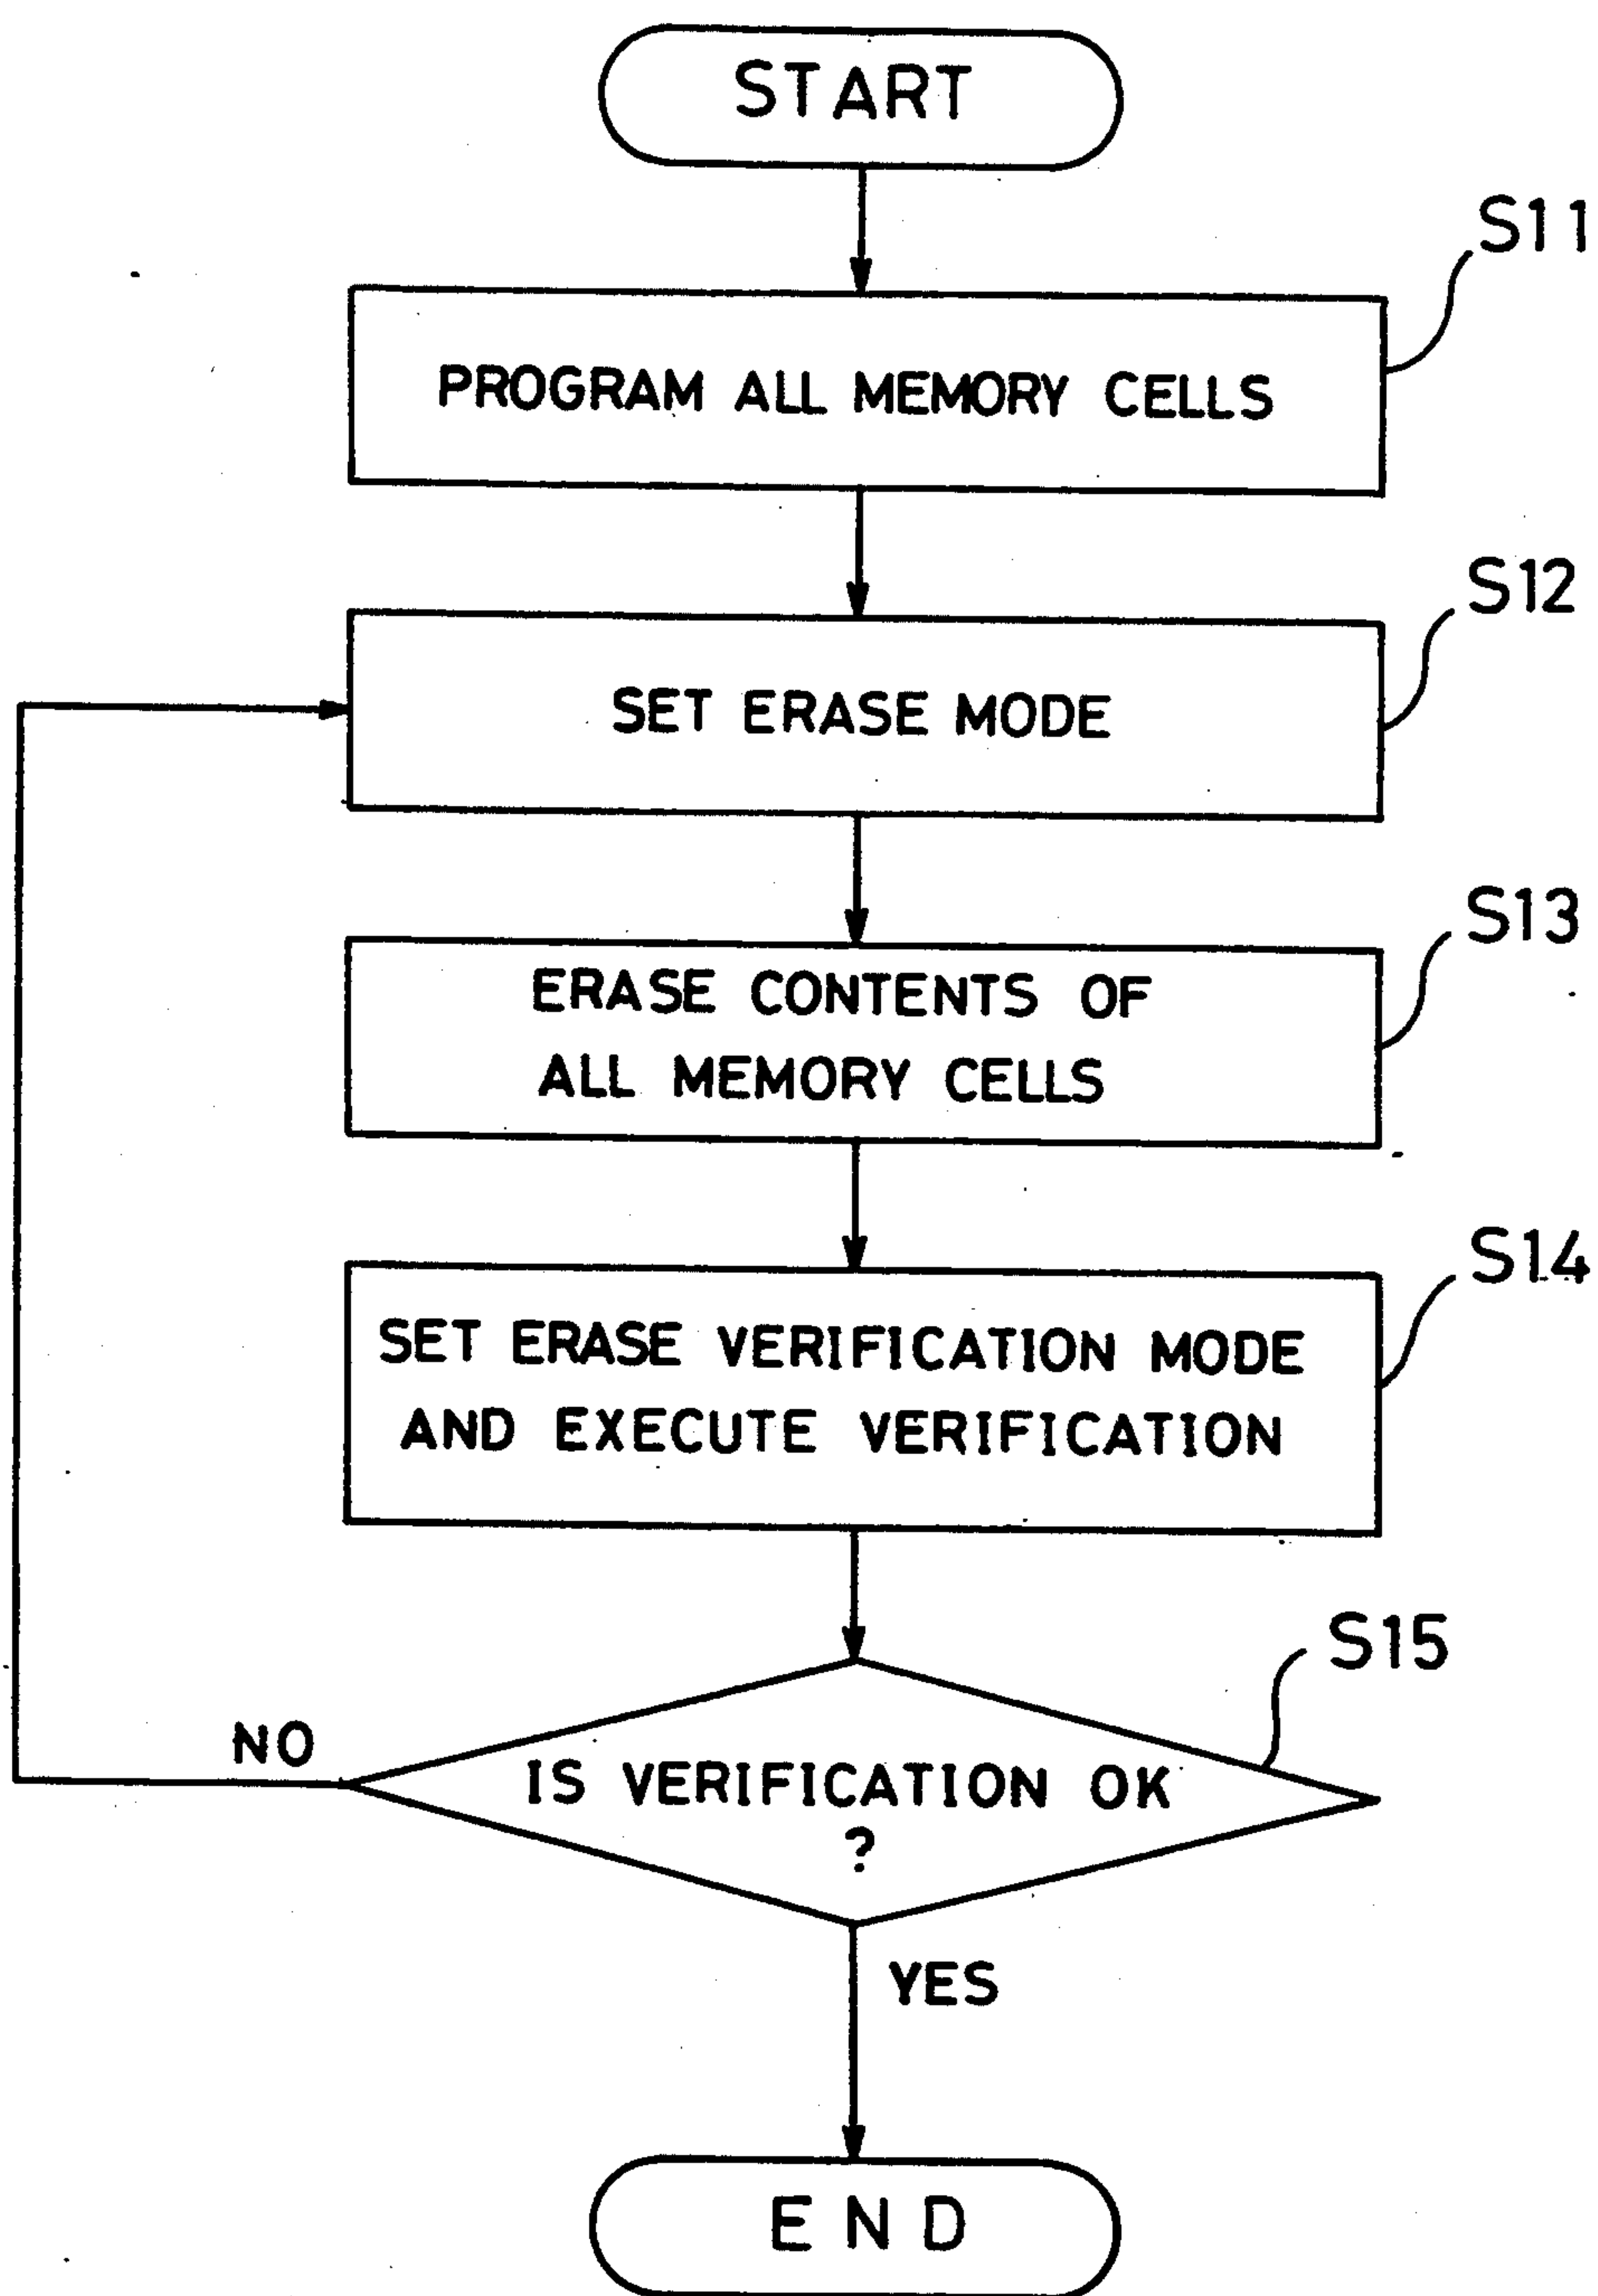 START
S11
PROGRAM ALL MEMORY CELLS
S12
SET ERASE MODE
S13
ERASE CONTENTS OF
ALL MEMORY CELLS
S14
SET ERASE VERIFICATION MODE
AND EXECUTE VERIFICATION
S15
NO
IS VERIFICATION OK
?
YES
END